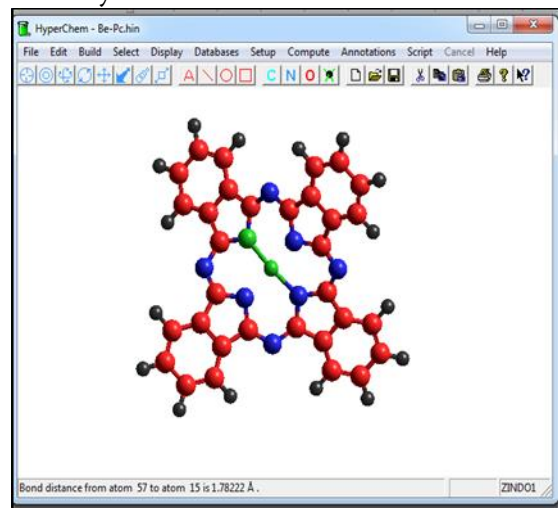 HyperChem - Be-Pc.hin
File Edit Build Select Display Databases Setup Compute Annotations Script Cancel Help
A C N O
Bond distance from atom 57 to atom 15 is 1.78222 Å .
ZINDO1